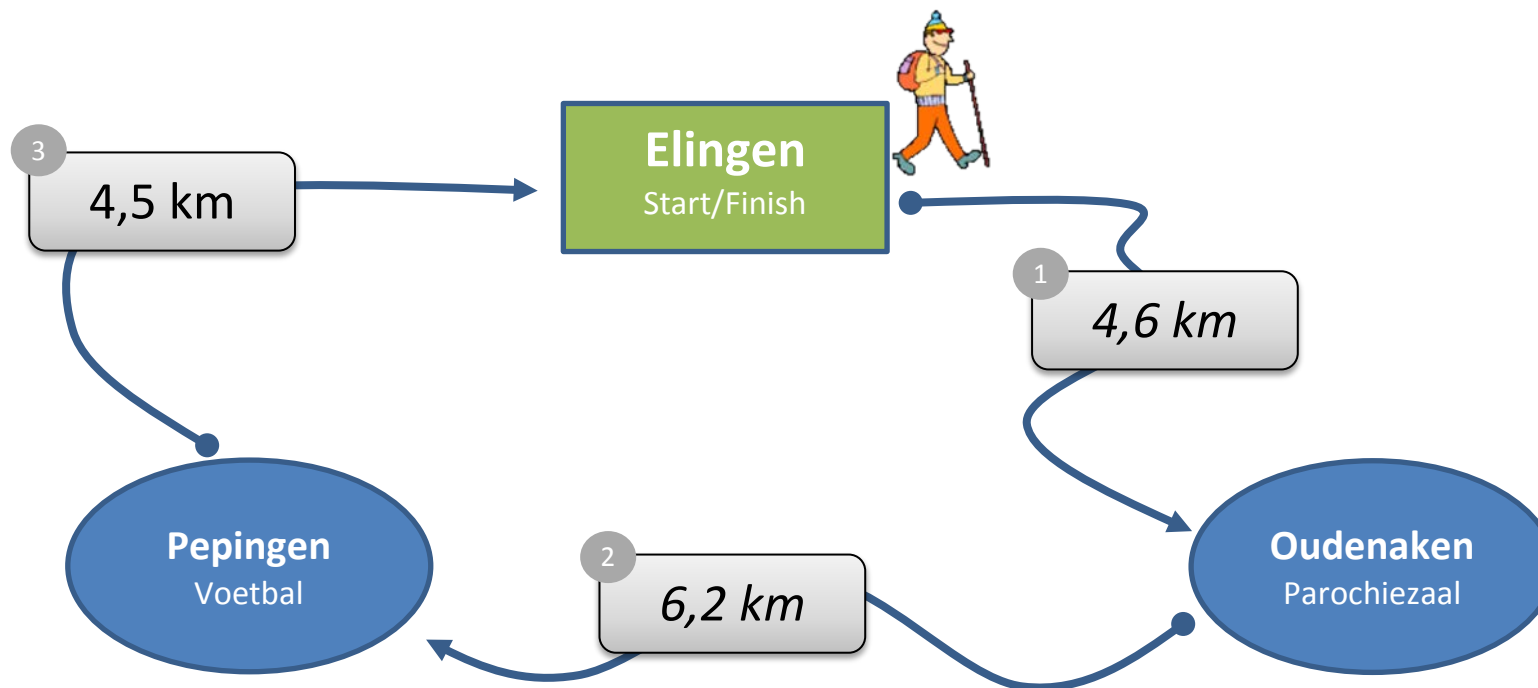 Elingen
Start/Finish
1
4,6 km
Oudenaken
Parochiezaal
2
6,2 km
Pepingen
Voetbal
3
4,5 km